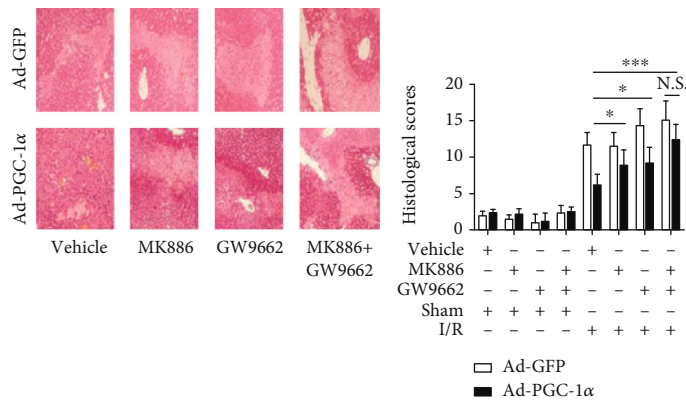 Ad-GFP
Ad-PGC-1α
Vehicle MK886 GW9662 MK886+
GW9662
Histological scores
20
15
10
5
0
*
*
***
N.S.
Vehicle + – – – + – – –
MK886 – + – + – + – +
GW9662 – – + + – – + +
Sham + + + + – – – –
I/R – – – – + + + +
Ad-GFP
Ad-PGC-1α